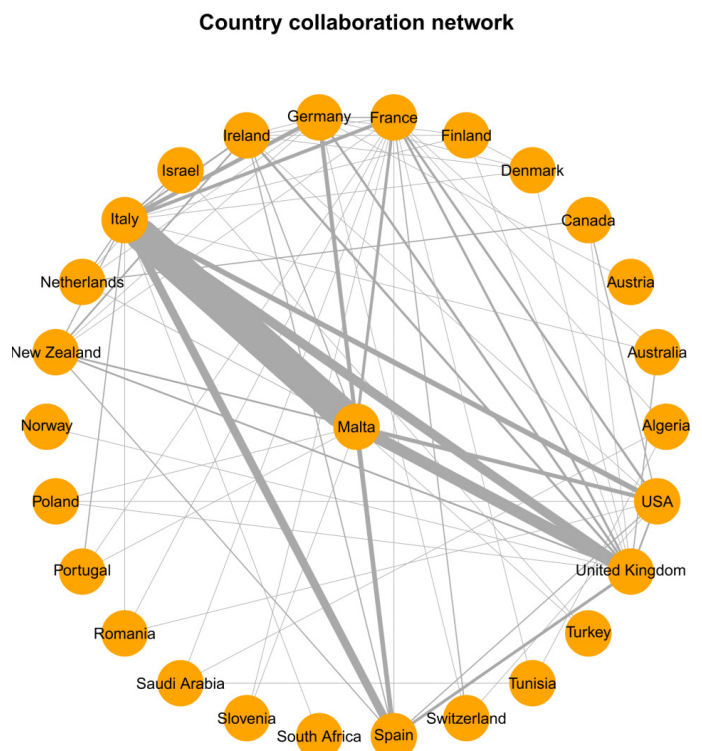 Country collaboration network
Germany
France
Ireland
Finland
Israel
Denmark
Italy
Canada
Netherlands
Austria
New Zealand
Australia
Norway
Malta
Algeria
Poland
USA
Portugal
United Kingdom
Romania
Turkey
Saudi Arabia
Tunisia
Slovenia
Switzerland
South Africa
Spain